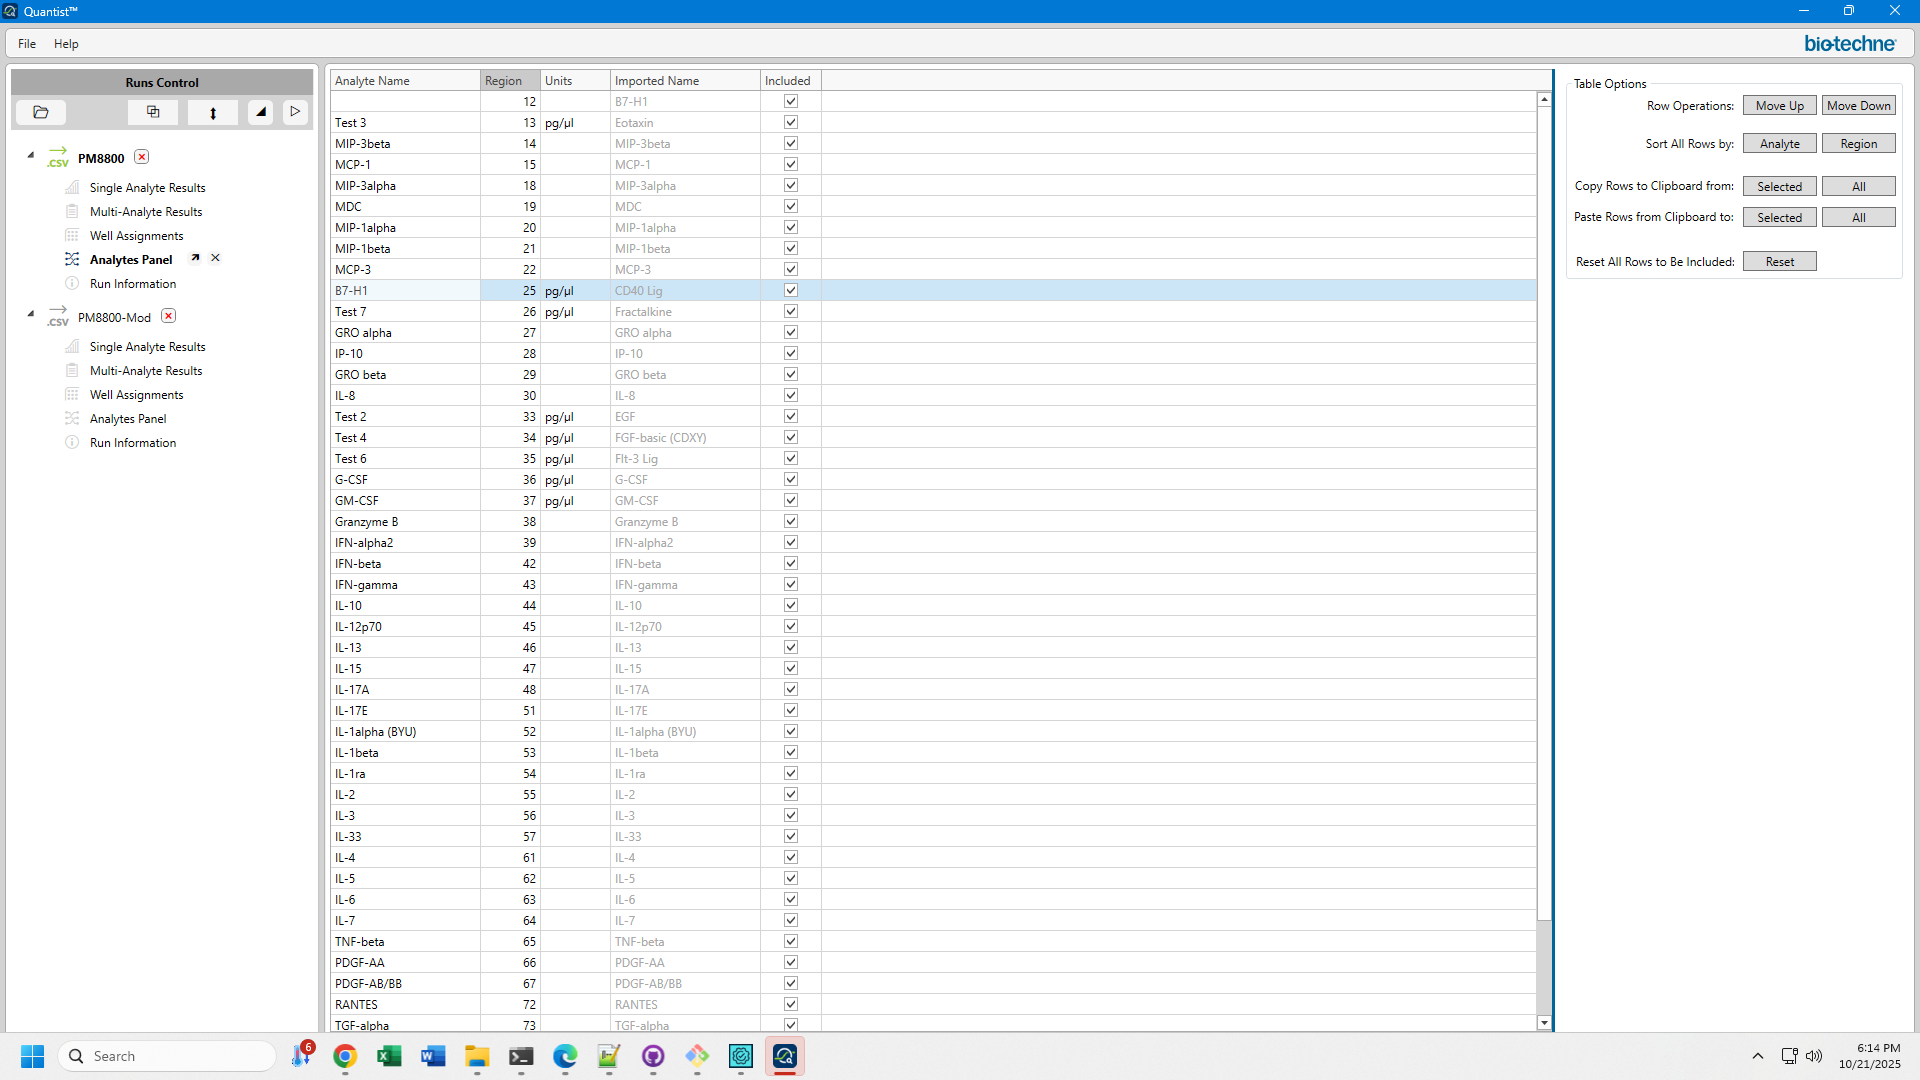 Quantist™
File Help
bio-techne
Runs Control
PM8800
Single Analyte Results
Multi-Analyte Results
Well Assignments
Analytes Panel
Run Information
.CSV PM8800-Mod
Single Analyte Results
Multi-Analyte Results
Well Assignments
Analytes Panel
Run Information
Analyte Name Region Units Imported Name Included
12 B7-H1
Test 3 13 pg/µl Eotaxin
MIP-3beta 14 MIP-3beta
MCP-1 15 MCP-1
MIP-3alpha 18 MIP-3alpha
MDC 19 MDC
MIP-1alpha 20 MIP-1alpha
MIP-1beta 21 MIP-1beta
MCP-3 22 MCP-3
B7-H1 25 pg/µl CD40 Lig
Test 7 26 pg/µl Fractalkine
GRO alpha 27 GRO alpha
IP-10 28 IP-10
GRO beta 29 GRO beta
IL-8 30 IL-8
Test 2 33 pg/µl EGF
Test 4 34 pg/µl FGF-basic (CDXY)
Test 6 35 pg/µl Flt-3 Lig
G-CSF 36 pg/µl G-CSF
GM-CSF 37 pg/µl GM-CSF
Granzyme B 38 Granzyme B
IFN-alpha2 39 IFN-alpha2
IFN-beta 42 IFN-beta
IFN-gamma 43 IFN-gamma
IL-10 44 IL-10
IL-12p70 45 IL-12p70
IL-13 46 IL-13
IL-15 47 IL-15
IL-17A 48 IL-17A
IL-17E 51 IL-17E
IL-1alpha (BYU) 52 IL-1alpha (BYU)
IL-1beta 53 IL-1beta
IL-1ra 54 IL-1ra
IL-2 55 IL-2
IL-3 56 IL-3
IL-33 57 IL-33
IL-4 61 IL-4
IL-5 62 IL-5
IL-6 63 IL-6
IL-7 64 IL-7
TNF-beta 65 TNF-beta
PDGF-AA 66 PDGF-AA
PDGF-AB/BB 67 PDGF-AB/BB
RANTES 72 RANTES
TGF-alpha 73 TGF-alpha
Table Options
Row Operations: Move Up Move Down
Sort All Rows by: Analyte Region
Copy Rows to Clipboard from: Selected All
Paste Rows from Clipboard to: Selected All
Reset All Rows to Be Included: Reset
Search
6
6:14 PM
10/21/2025